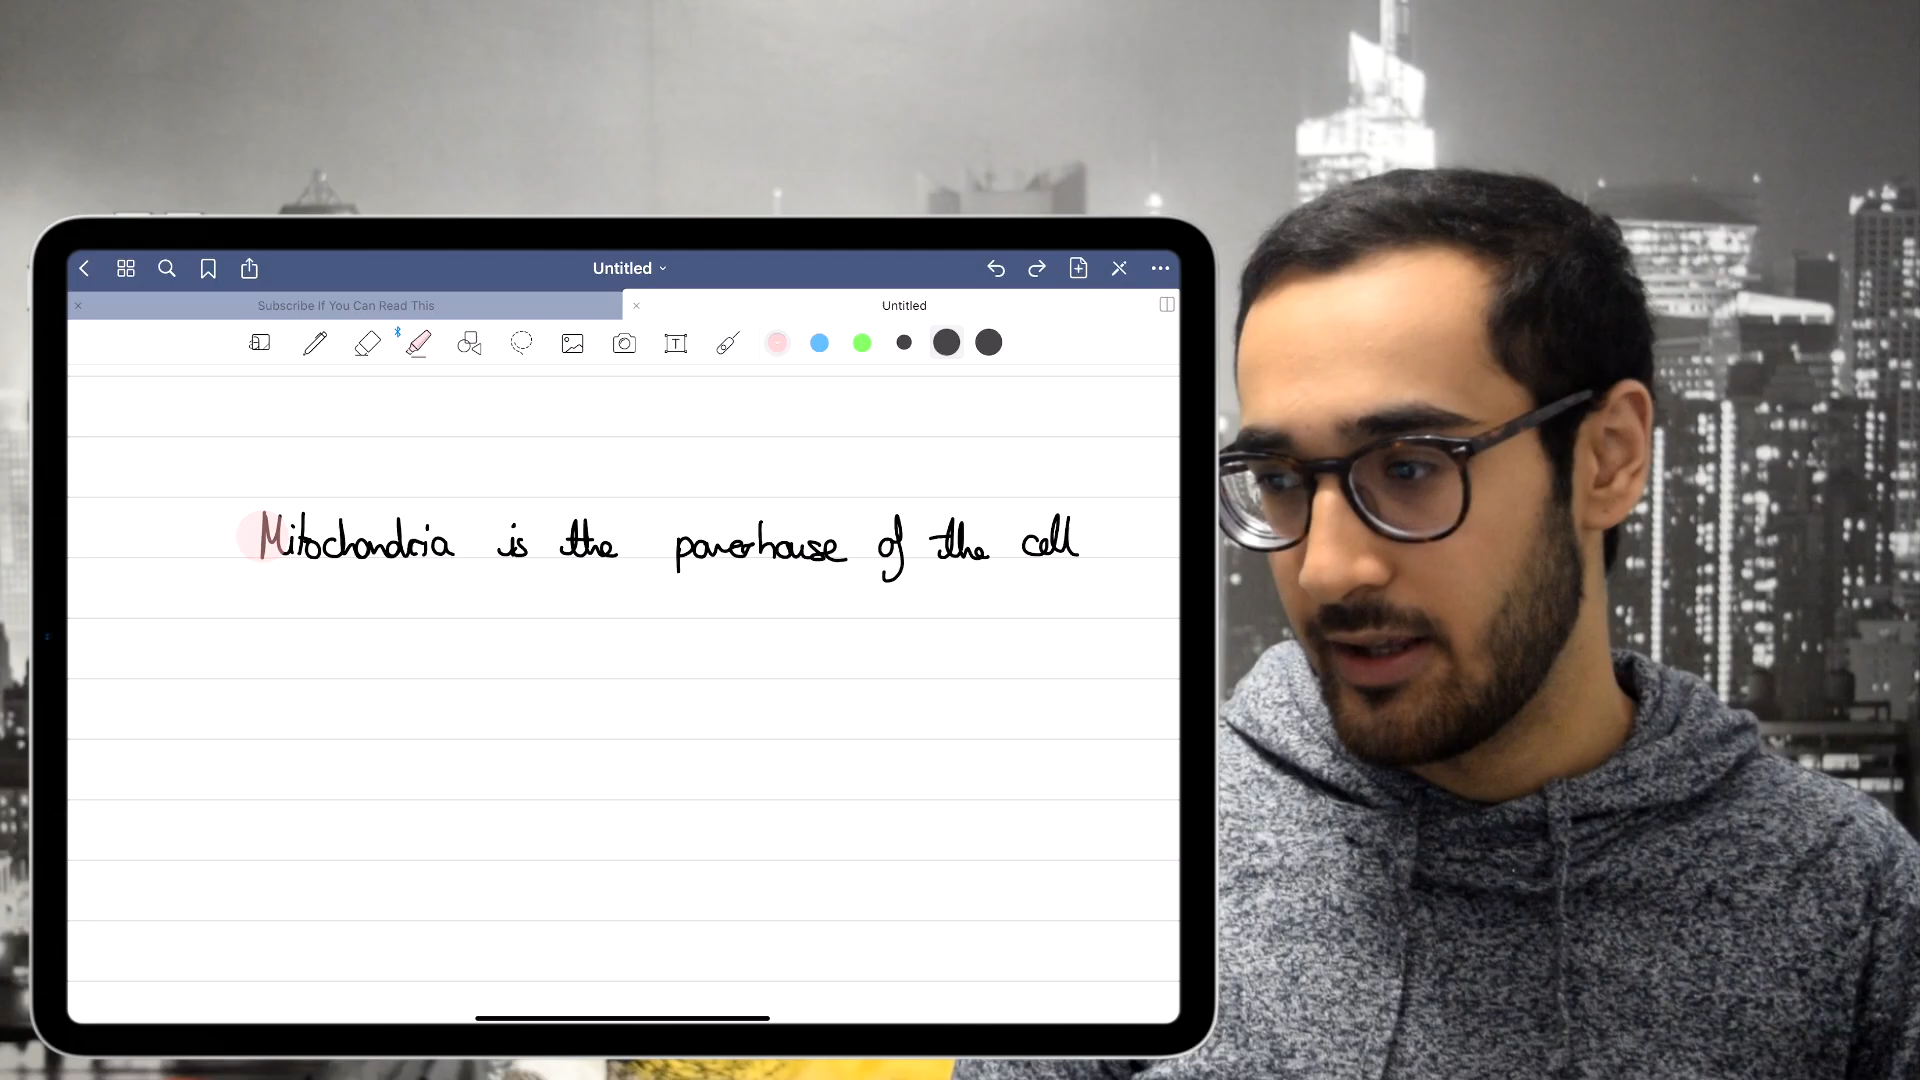 Untitled
Subscribe If You Can Read This
Untitled
T
Mitochondria is the powerhouse of the cell